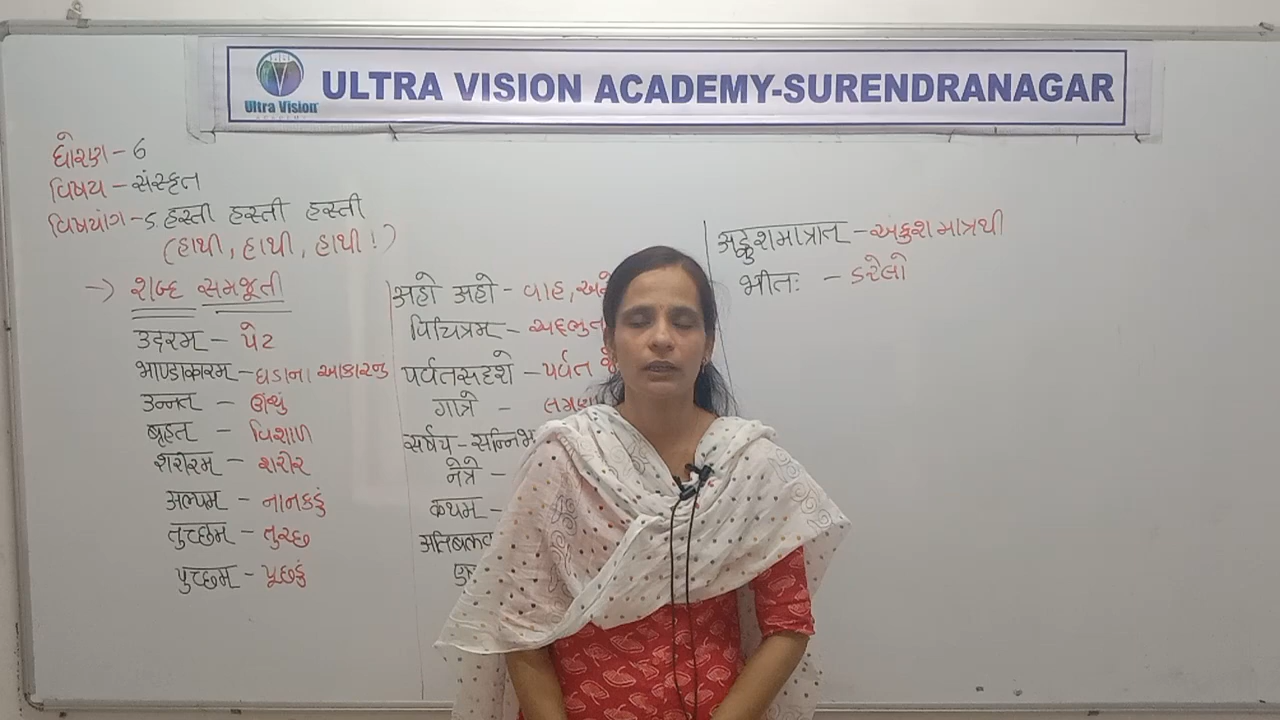 Ultra Vision
ACADEMY
ULTRA VISION ACADEMY-SURENDRANAGAR
ધોરણ - 6
વિષય - સંસ્કૃત
વિષયાંગ - 5. हस्ती हस्ती हस्ती
(હાથી, હાથી, હાથી!)
→ શબ્દ સમજૂતી
उदरम् - પેટ
भाण्डाकारम् - ઘડાના આકારનું
उन्नत - ઊંચું
बृहत् - વિશાળ
शरीरम् - શરીર
अल्पम् - નાનકડું
तुच्छम् - તુચ્છ
पुच्छम् - પૂછડું
अहो अहो - વાહ,
विचित्रम् - અદ્ભુત
पर्वतसदृशे - પર્વત
गात्रे -
सर्षप - सन्निभ
नेत्रे -
कथम् -
अङ्कुशमात्रात् - અંકુશ માત્રથી
भीतः - ડરેલો